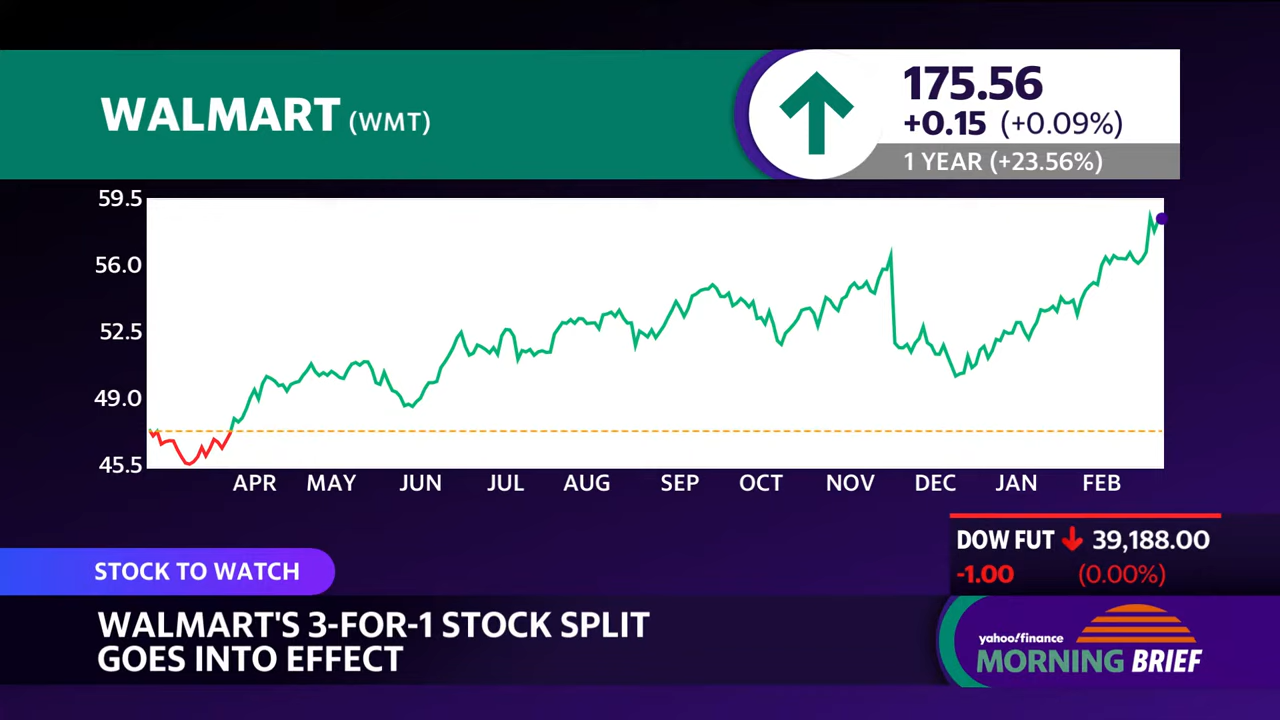 WALMART (WMT)
175.56
+0.15 (+0.09%)
1 YEAR (+23.56%)
59.5
56.0
52.5
49.0
45.5
APR MAY JUN JUL AUG SEP OCT NOV DEC JAN FEB
DOW FUT 39,188.00
-1.00 (0.00%)
STOCK TO WATCH
WALMART'S 3-FOR-1 STOCK SPLIT
GOES INTO EFFECT
yahoo!finance
MORNING BRIEF